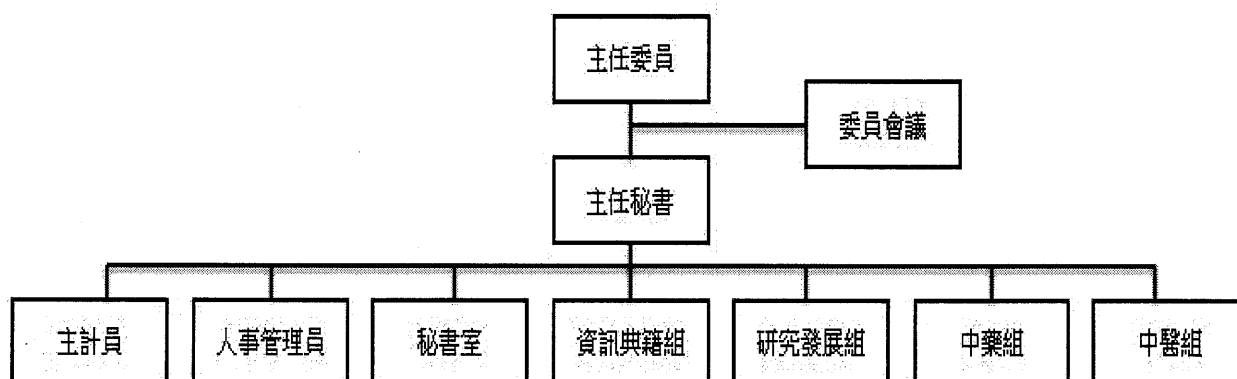 主任委員
委員會議
主任秘書
主計員
人事管理員
秘書室
資訊典籍組
研究發展組
中藥組
中醫組